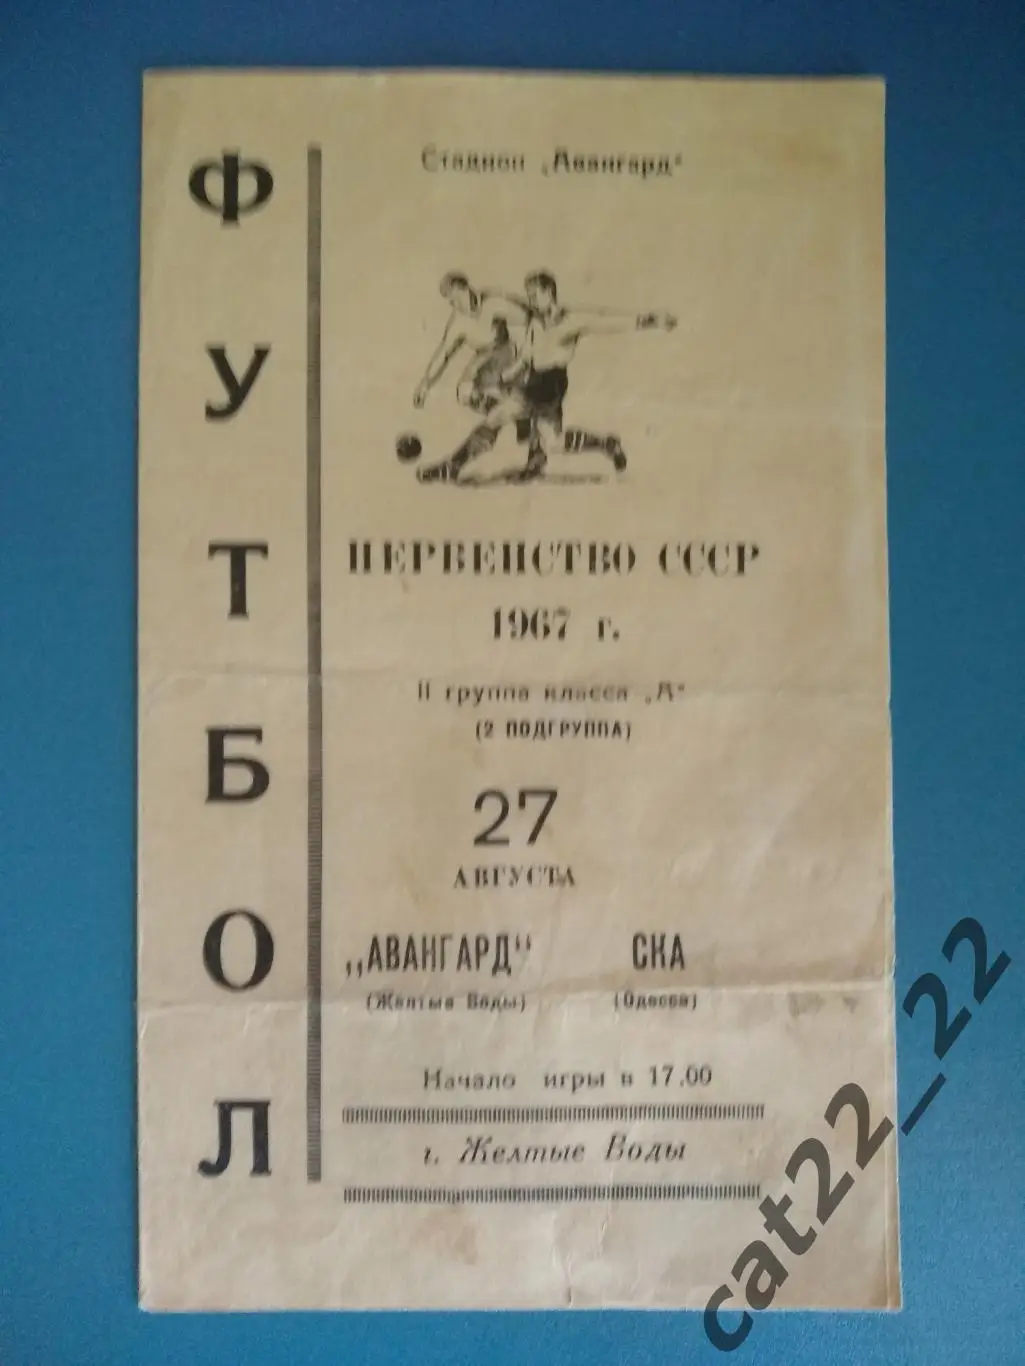 ФУТБОЛ
Стадион „Авангард"
ПЕРВЕНСТВО СССР
1967 г.
II группа класса „А"
(2 ПОДГРУППА)
27
АВГУСТА
„АВАНГАРД" СКА
(Желтые Воды) (Одесса)
Начало игры в 17.00
г. Желтые Воды
cat22_22